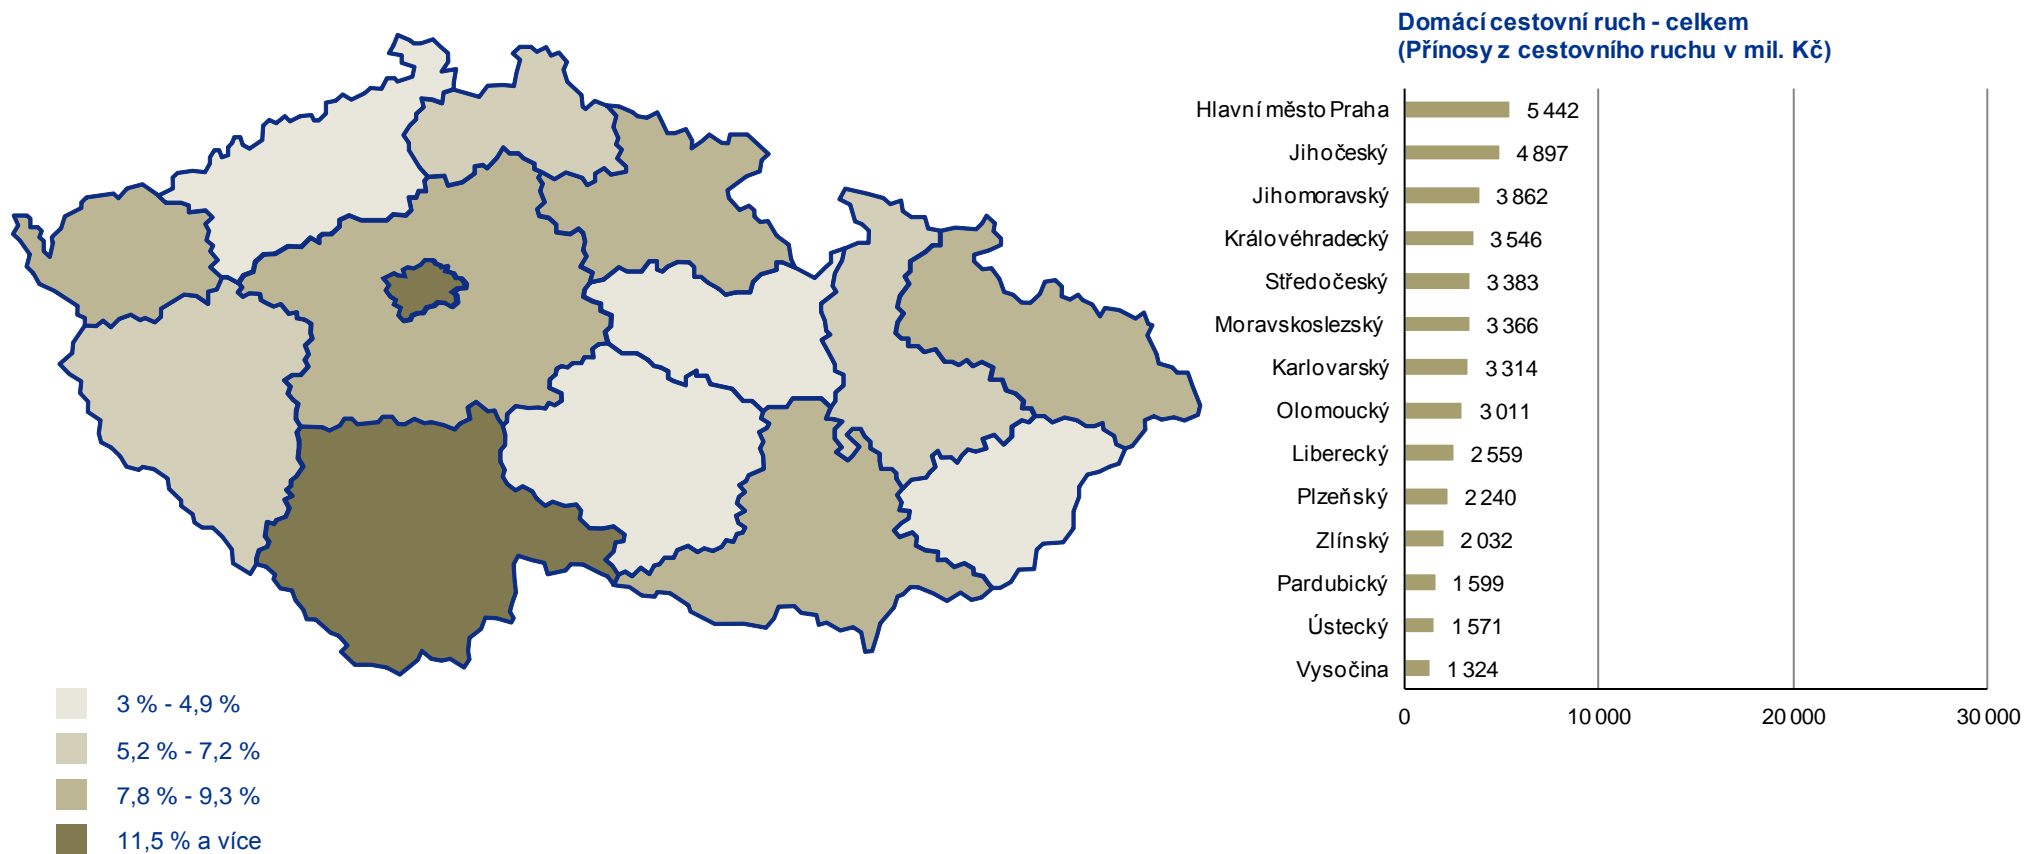 Domácí cestovní ruch - celkem
(Přínosy z cestovního ruchu v mil. Kč)
Hlavní město Praha 5 442
Jihočeský 4 897
Jihomoravský 3 862
Královéhradecký 3 546
Středočeský 3 383
Moravskoslezský 3 366
Karlovarský 3 314
Olomoucký 3 011
Liberecký 2 559
Plzeňský 2 240
Zlínský 2 032
Pardubický 1 599
Ústecký 1 571
Vysočina 1 324
0 10 000 20 000 30 000
3 % - 4,9 %
5,2 % - 7,2 %
7,8 % - 9,3 %
11,5 % a více